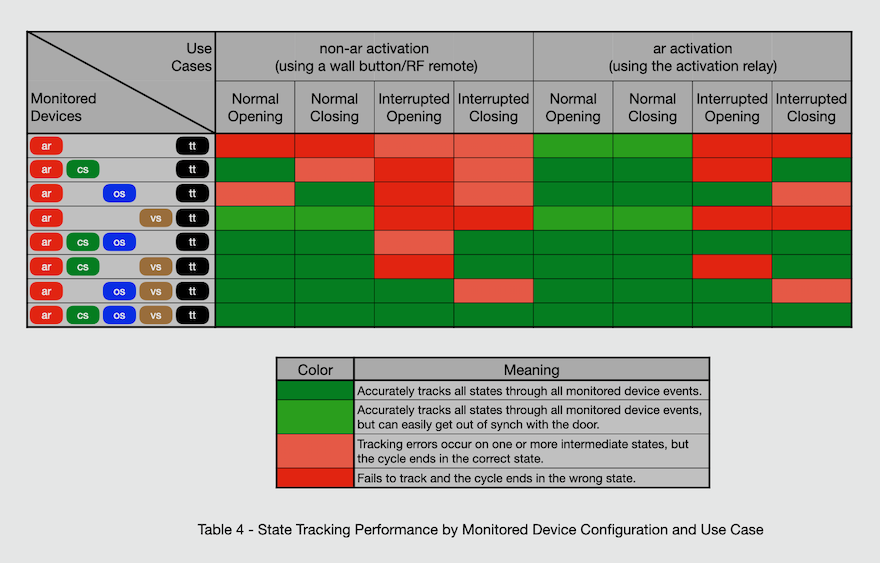 Use
Cases
non-ar activation
(using a wall button/RF remote)
ar activation
(using the activation relay)
Monitored
Devices
Normal
Opening
Normal
Closing
Interrupted
Opening
Interrupted
Closing
Normal
Opening
Normal
Closing
Interrupted
Opening
Interrupted
Closing
ar tt
ar cs tt
ar os tt
ar vs tt
ar cs os tt
ar cs vs tt
ar os vs tt
ar cs os vs tt
Color Meaning
Accurately tracks all states through all monitored device events.
Accurately tracks all states through all monitored device events,
but can easily get out of synch with the door.
Tracking errors occur on one or more intermediate states, but
the cycle ends in the correct state.
Fails to track and the cycle ends in the wrong state.
Table 4 - State Tracking Performance by Monitored Device Configuration and Use Case